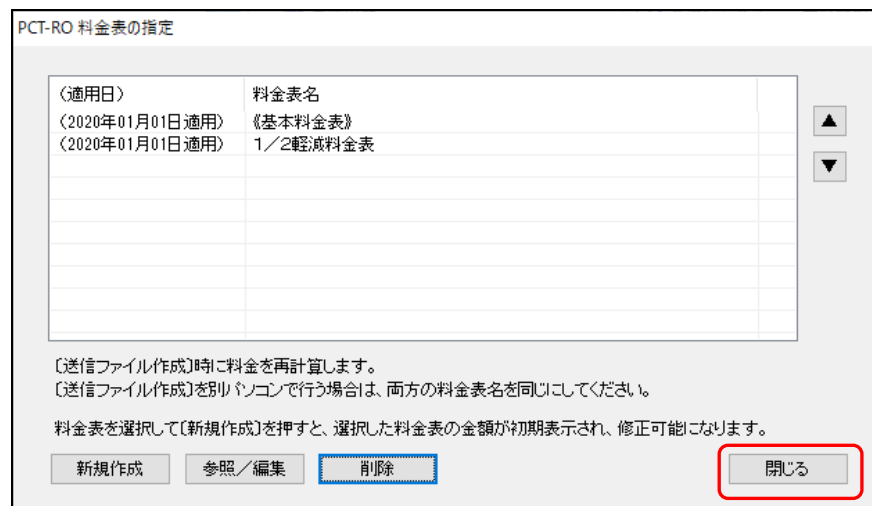 PCT-RO 料金表の指定
（適用日） 料金表名
（2020年01月01日適用） 《基本料金表》
（2020年01月01日適用） 1／2軽減料金表
▲
▼
〔送信ファイル作成〕時に料金を再計算します。
〔送信ファイル作成〕を別パソコンで行う場合は、両方の料金表名を同じにしてください。
料金表を選択して〔新規作成〕を押すと、選択した料金表の金額が初期表示され、修正可能になります。
新規作成 参照／編集 削除 閉じる